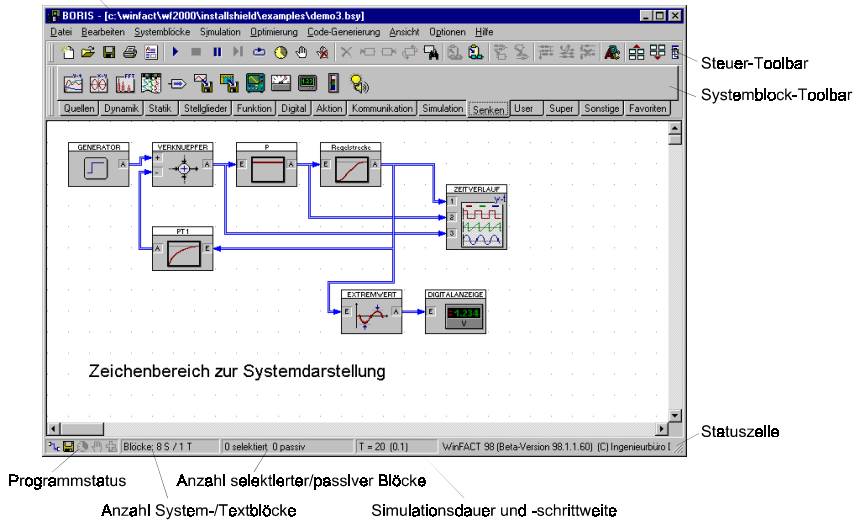 BORIS - [c:\winfact\wf2000\installshield\examples\demo3.bsy]
Datei Bearbeiten Systemblöcke Simulation Optimierung Code-Generierung Ansicht Optionen Hilfe
Steuer-Toolbar
y-t x-y FFT
Systemblock-Toolbar
Quellen Dynamik Statik Stellglieder Funktion Digital Aktion Kommunikation Simulation Senken User Super Sonstige Favoriten
GENERATOR VERKNUEPFER P Regelstrecke
A + - A E A E A
ZEITVERLAUF
y-t
1
2
3
PT1
A E
EXTREMWERT DIGITALANZEIGE
E A E 1.234
V
Zeichenbereich zur Systemdarstellung
Blöcke: 8 S / 1 T 0 selektiert, 0 passiv T = 20 (0.1) WinFACT 98 (Beta-Version 98.1.1.60) (C) Ingenieurbüro
Statuszeile
Programmstatus Anzahl selektierter/passiver Blöcke
Anzahl System-/Textblöcke Simulationsdauer und -schrittweite